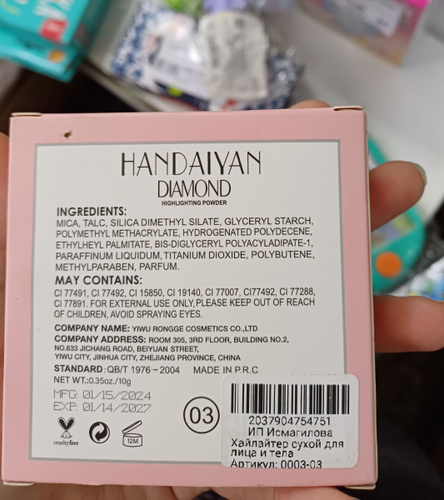 HANDAIYAN
DIAMOND
HIGHLIGHTING POWDER
INGREDIENTS:
MICA, TALC, SILICA DIMETHYL SILATE, GLYCERYL STARCH,
POLYMETHYL METHACRYLATE, HYDROGENATED POLYDECENE,
ETHYLHEYL PALMITATE, BIS-DIGLYCERYL POLYACYLADIPATE-1,
PARAFFINUM LIQUIDUM, TITANIUM DIOXIDE, POLYBUTENE,
METHYLPARABEN, PARFUM.
MAY CONTAINS:
CI 77491, CI 77492, CI 15850, CI 19140, CI 77007, CI77492, CI 77288,
CI 77891. FOR EXTERNAL USE ONLY, PLEASE KEEP OUT OF REACH
OF CHILDREN, AVOID SPRAYING EYES.
COMPANY NAME: YIWU RONGGE COSMETICS CO.,LTD
COMPANY ADDRESS: ROOM 305, 3RD FLOOR, BUILDING NO.2,
NO.633 JICHANG ROAD, BEIYUAN STREET,
YIWU CITY, JINHUA CITY, ZHEJIANG PROVINCE, CHINA
STANDARD: QB/T 1976 – 2004 MADE IN P.R.C
NET WT.:0.35oz./10g
MFG: 01/15/2024
EXP: 01/14/2027
crueltyfree
12M
03
2037904754751
ИП Исмагилова
Хайлайтер сухой для
лица и тела
Артикул: 0003-03